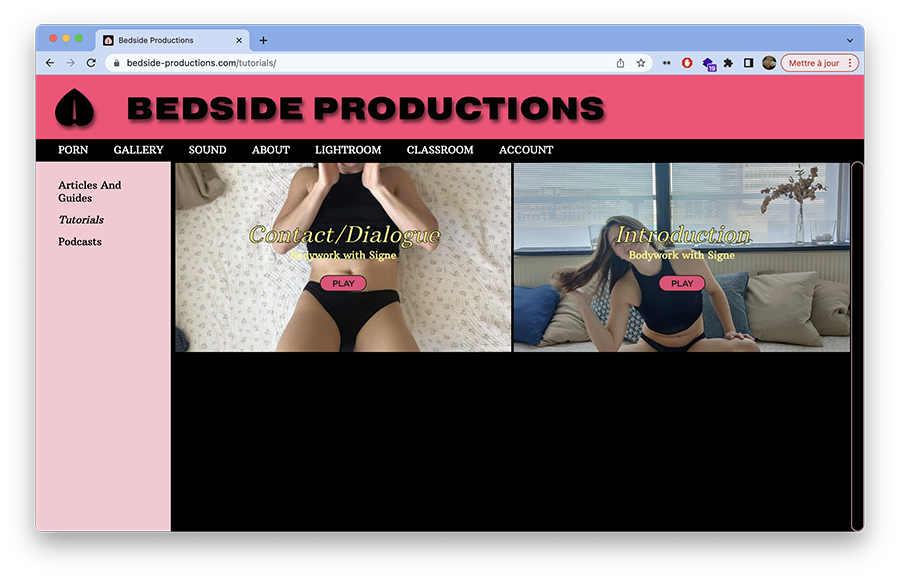 Bedside Productions
bedside-productions.com/tutorials/
19
Mettre à jour
BEDSIDE PRODUCTIONS
PORN GALLERY SOUND ABOUT LIGHTROOM CLASSROOM ACCOUNT
Articles And
Guides
Tutorials
Podcasts
Contact/Dialogue
Bodywork with Signe
PLAY
Introduction
Bodywork with Signe
PLAY